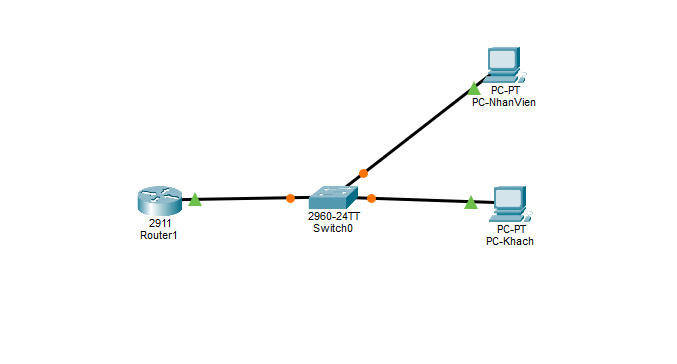 PC-PT
PC-NhanVien
2911
Router1
2960-24TT
Switch0
PC-PT
PC-Khach